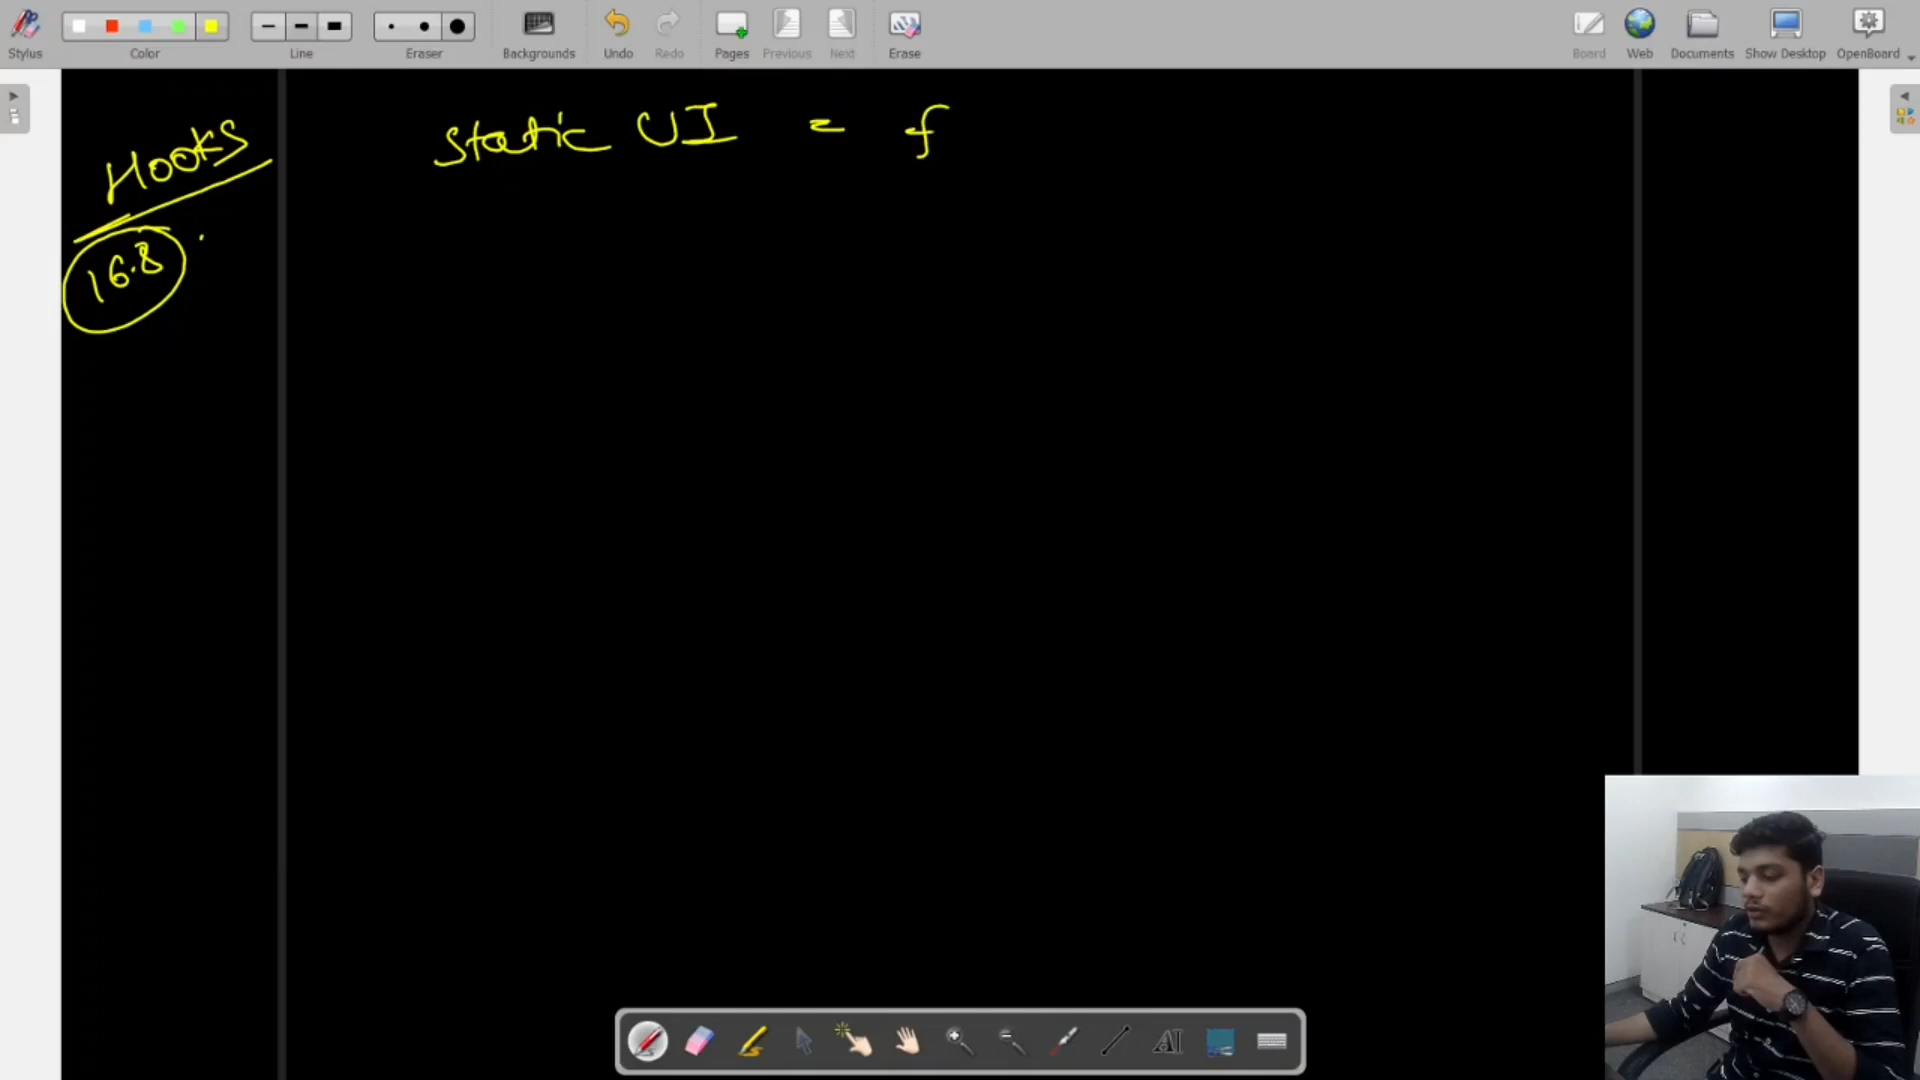 Stylus
Color
Line
Eraser
Backgrounds
Undo
Redo
Pages
Previous
Next
Erase
Board
Web
Documents
Show Desktop
OpenBoard
Hooks
16.8
static UI = f
AI